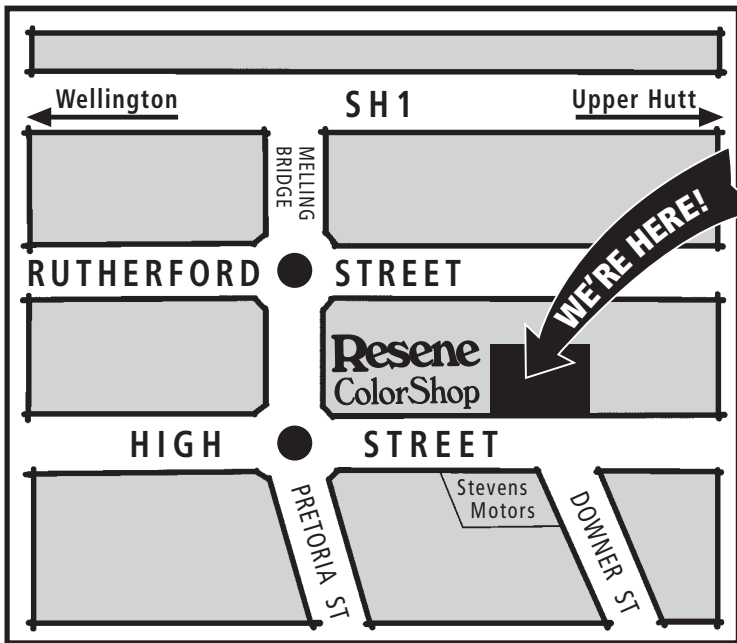 Wellington
SH1
Upper Hutt
MELLING
BRIDGE
WE'RE HERE!
RUTHERFORD STREET
Resene
ColorShop
HIGH STREET
Stevens
Motors
PRETORIA ST
DOWNER ST